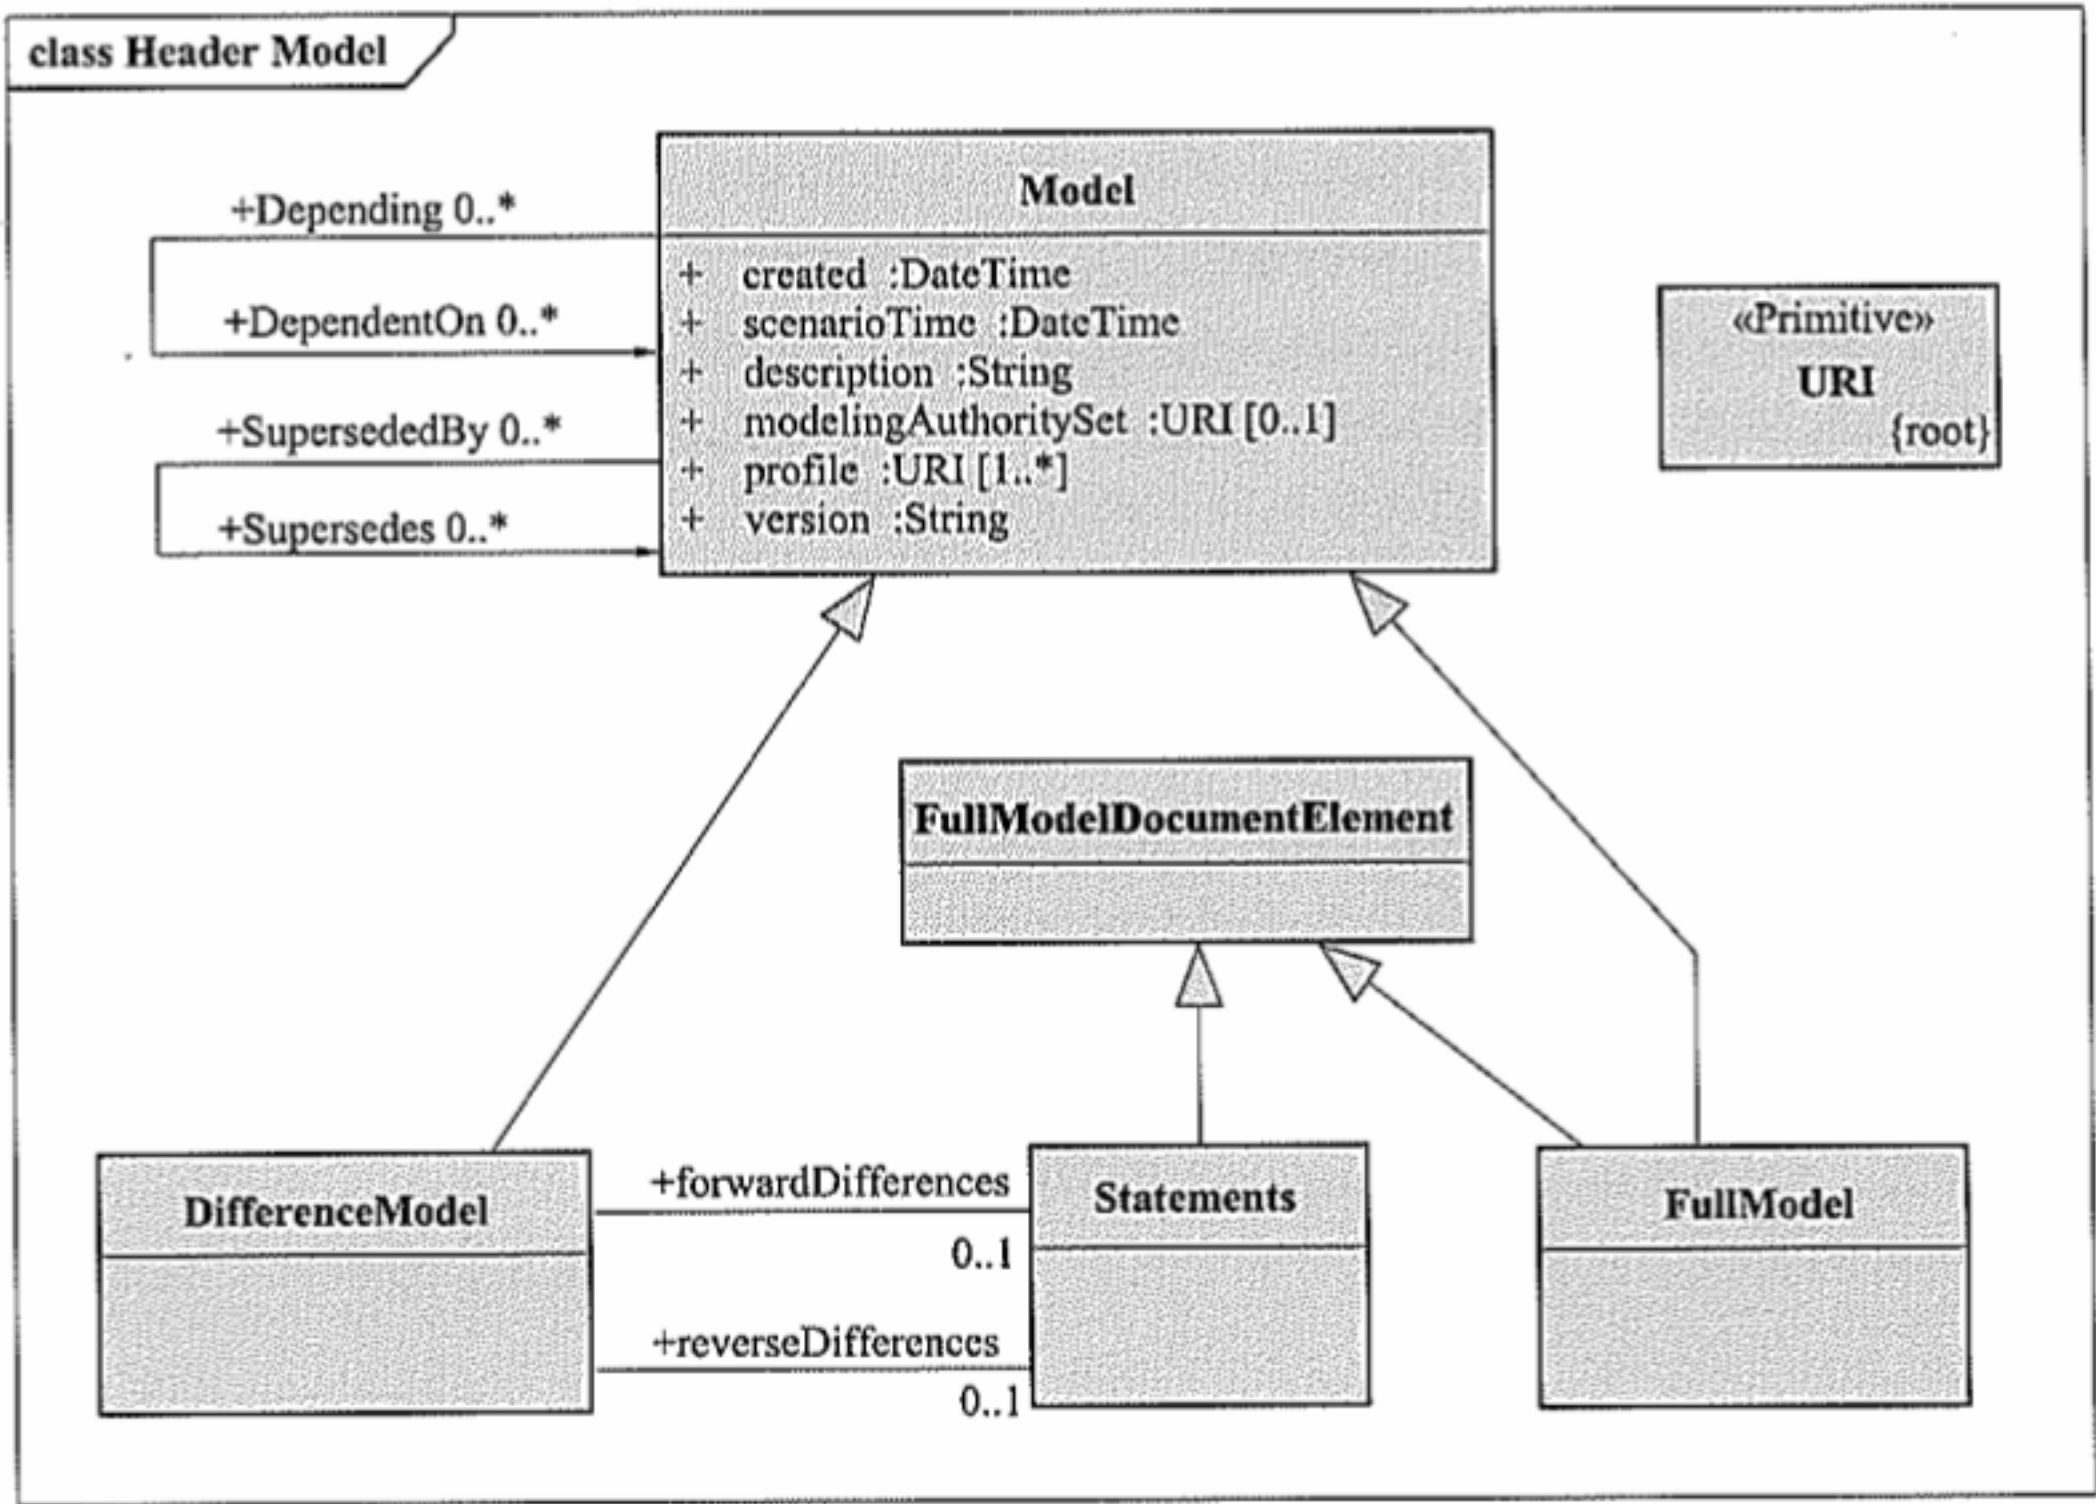 class Header Model
Model
+Depending 0..*
+DependentOn 0..*
+SupersededBy 0..*
+Supersedes 0..*
+ created :DateTime
+ scenarioTime :DateTime
+ description :String
+ modelingAuthoritySet :URI [0..1]
+ profile :URI [1..*]
+ version :String
«Primitive»
URI
{root}
FullModelDocumentElement
DifferenceModel
+forwardDifferences
0..1
+reverseDifferences
0..1
Statements
FullModel